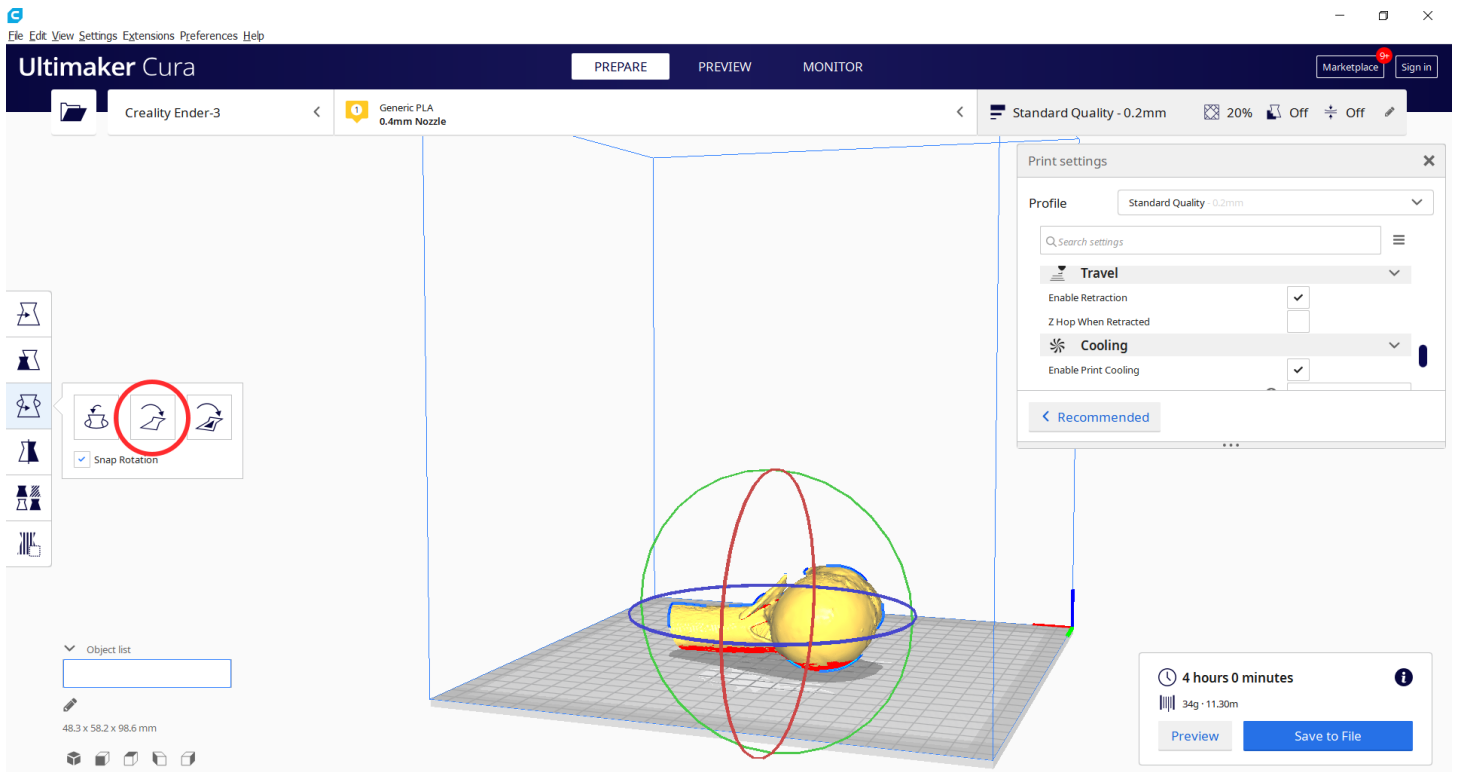 File Edit View Settings Extensions Preferences Help
Ultimaker Cura
PREPARE
PREVIEW
MONITOR
Marketplace
9+
Sign in
Creality Ender-3
1
Generic PLA
0.4mm Nozzle
Standard Quality - 0.2mm
20%
Off
Off
Print settings
Profile
Standard Quality - 0.2mm
Search settings
Travel
Enable Retraction
Z Hop When Retracted
Cooling
Enable Print Cooling
Recommended
Snap Rotation
Object list
48.3 x 58.2 x 98.6 mm
4 hours 0 minutes
34g · 11.30m
Preview
Save to File